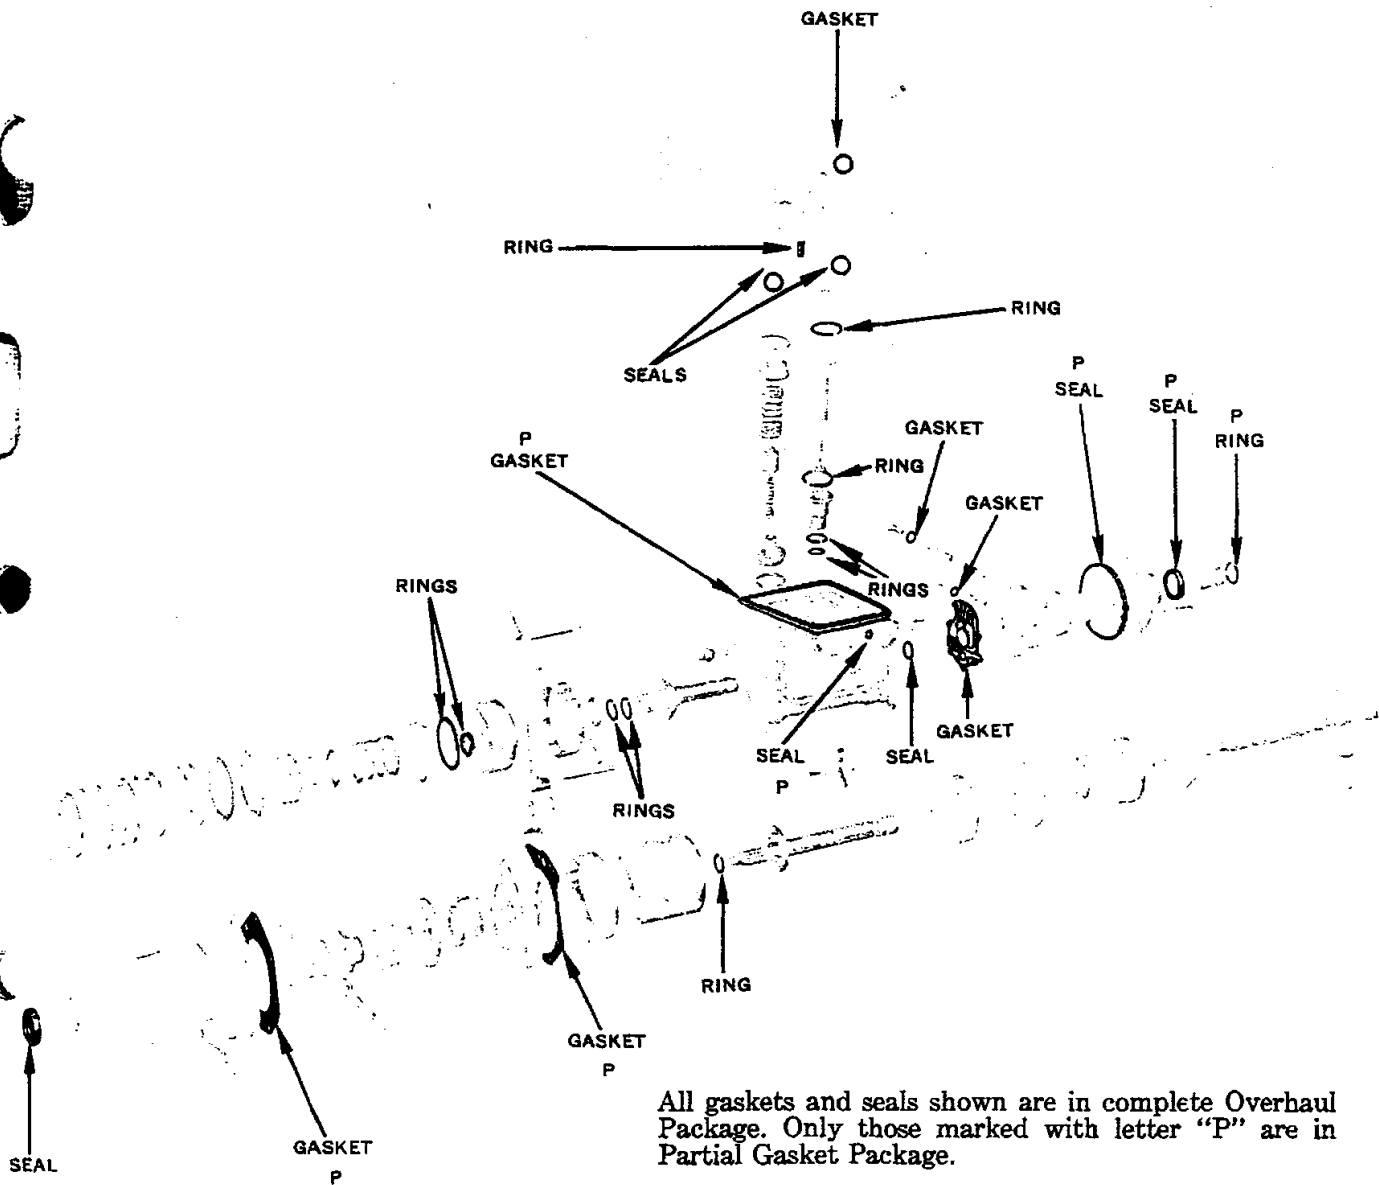 GASKET
RING
RING
SEALS
P
SEAL
P
SEAL
P
RING
GASKET
P
GASKET
RING
GASKET
RINGS
RINGS
GASKET
SEAL
P
SEAL
RINGS
RING
GASKET
P
GASKET
P
SEAL
All gaskets and seals shown are in complete Overhaul
Package. Only those marked with letter “P” are in
Partial Gasket Package.